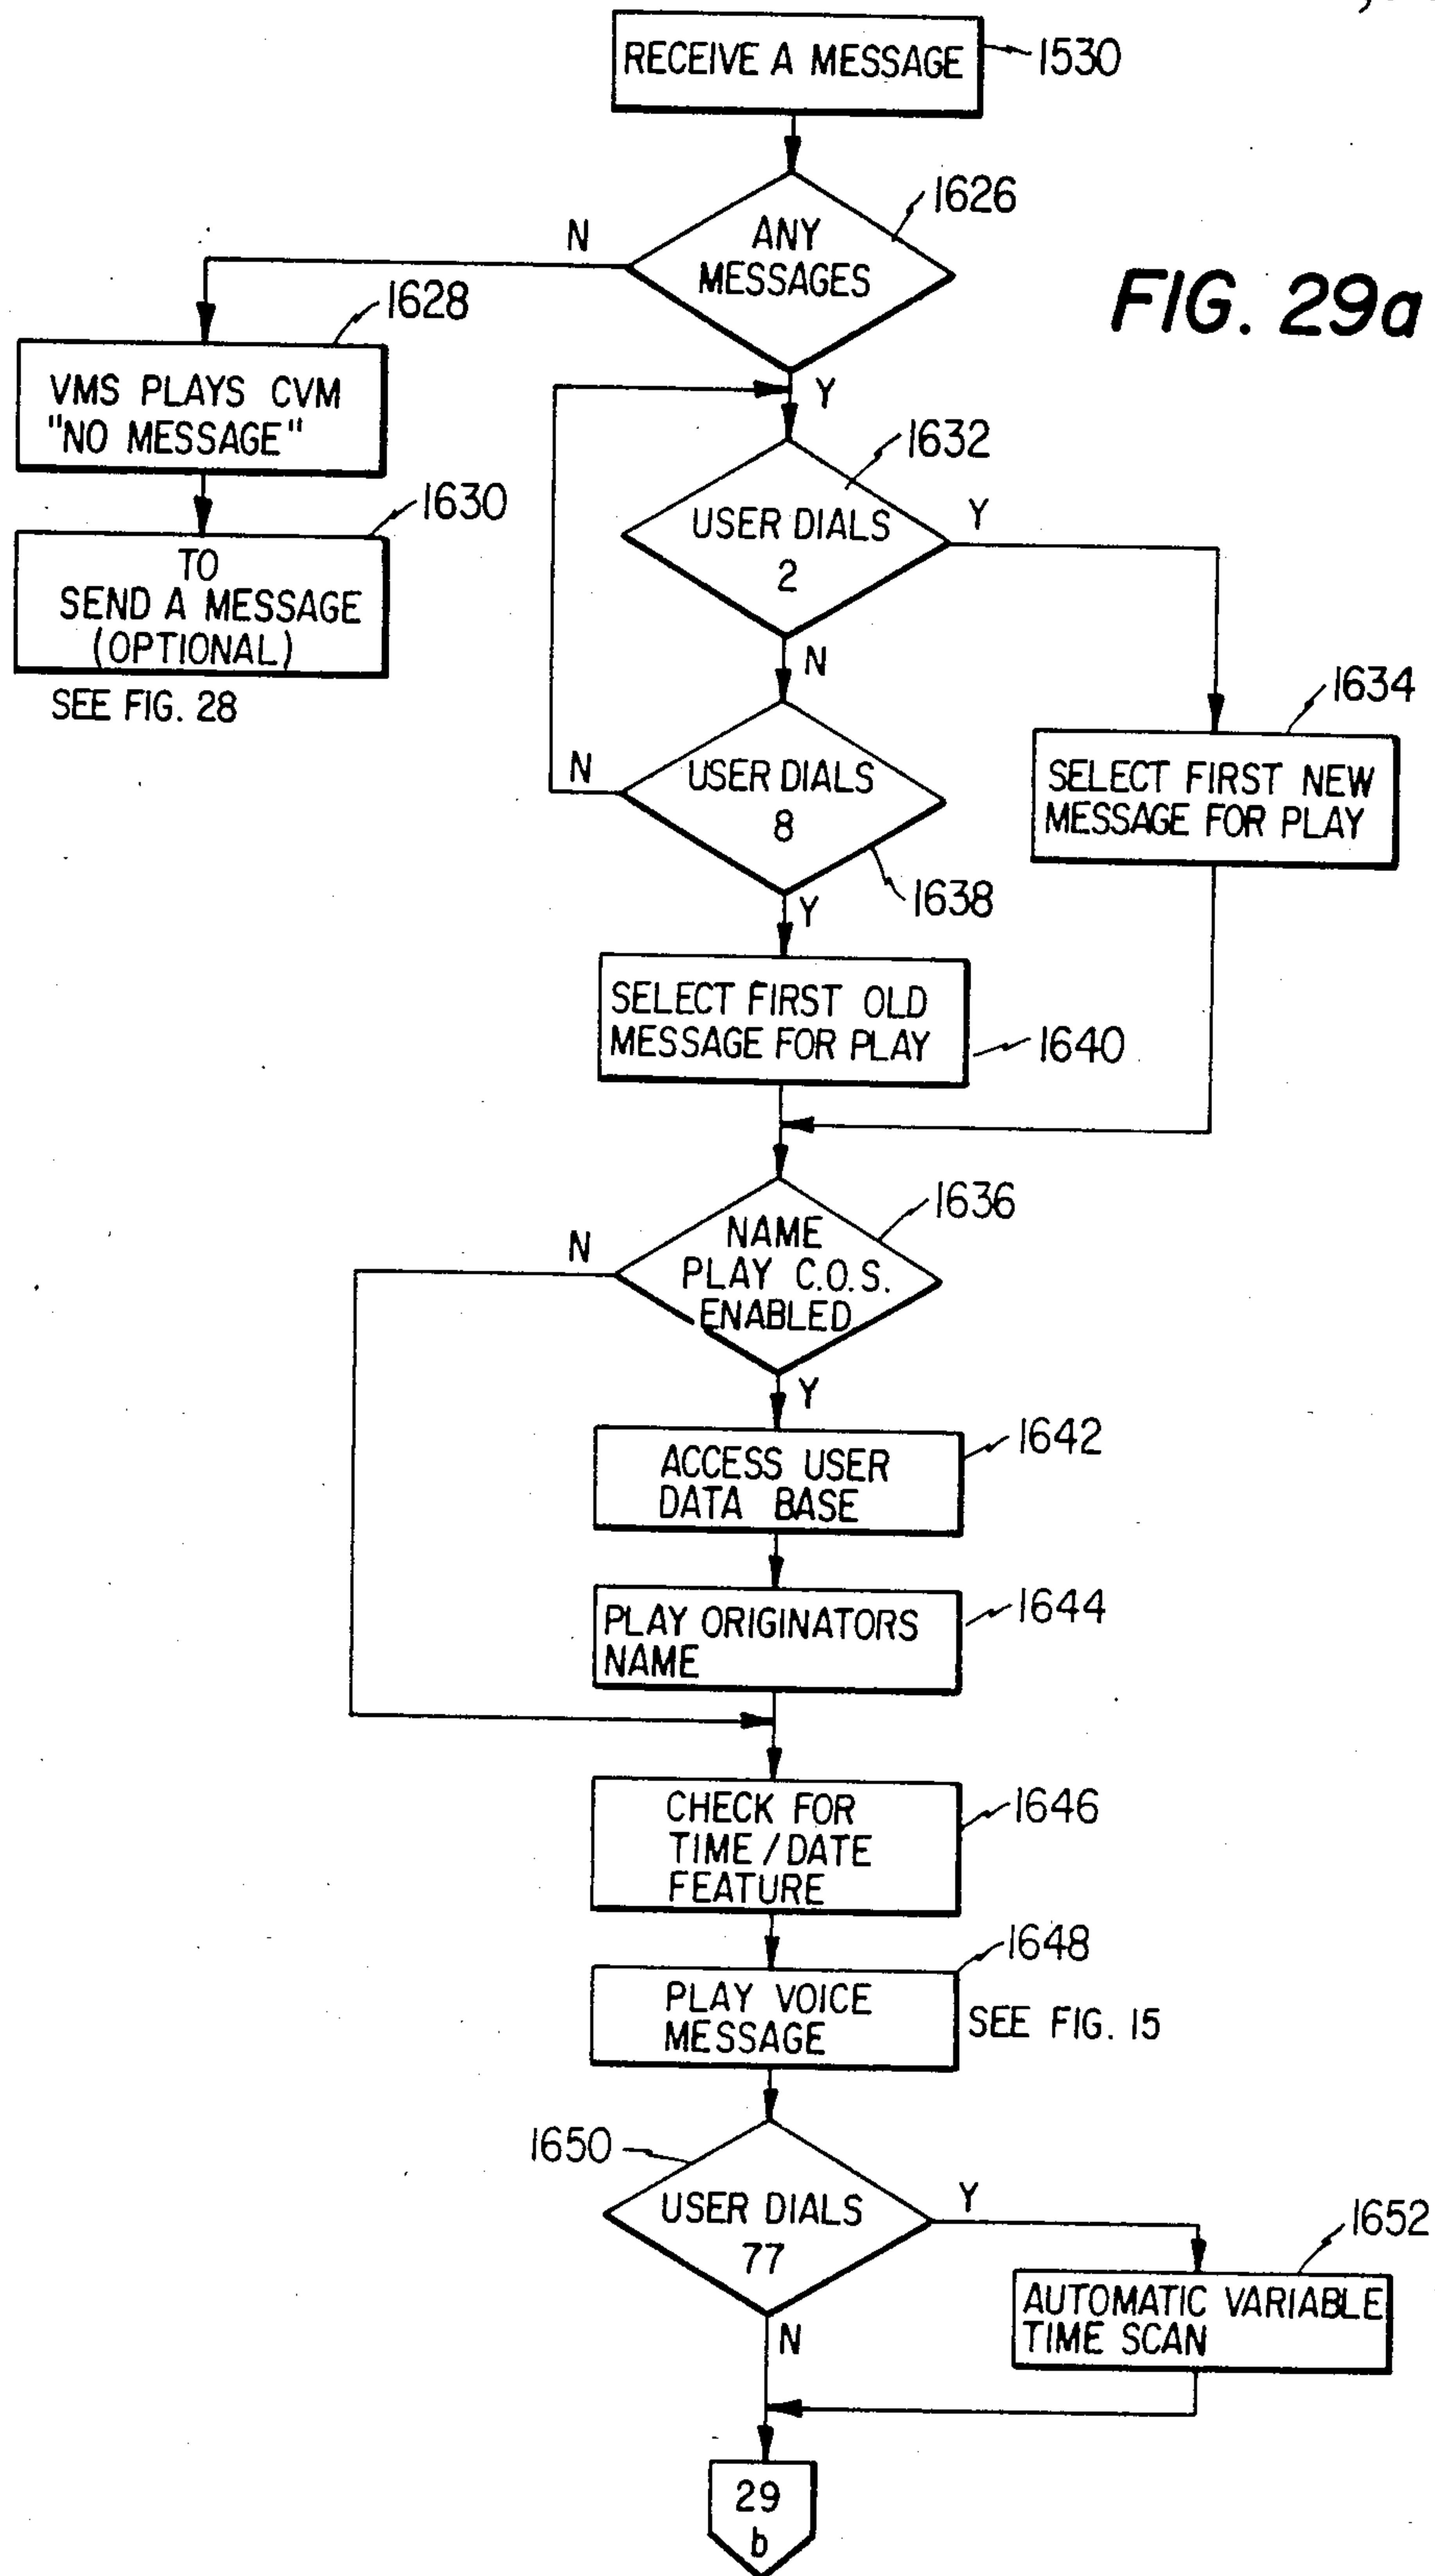 RECEIVE A MESSAGE
1530
1626
N
ANY
MESSAGES
FIG. 29a
1628
VMS PLAYS CVM
"NO MESSAGE"
Y
1632
1630
USER DIALS
2
Y
TO
SEND A MESSAGE
(OPTIONAL)
SEE FIG. 28
N
1634
SELECT FIRST NEW
MESSAGE FOR PLAY
N
USER DIALS
8
1638
Y
SELECT FIRST OLD
MESSAGE FOR PLAY
1640
1636
N
NAME
PLAY C.O.S.
ENABLED
Y
1642
ACCESS USER
DATA BASE
1644
PLAY ORIGINATORS
NAME
1646
CHECK FOR
TIME / DATE
FEATURE
1648
PLAY VOICE
MESSAGE
SEE FIG. 15
1650
USER DIALS
77
Y
1652
AUTOMATIC VARIABLE
TIME SCAN
N
29
b